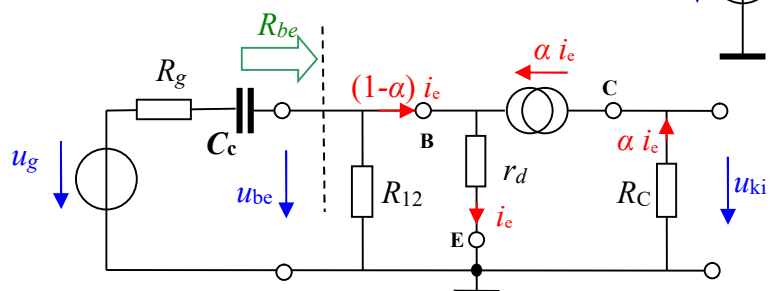 R_be
α i_e
R_g
(1-α) i_e
C
C_c
B
α i_e
u_g
r_d
u_be
R_12
R_C
u_ki
E
i_e